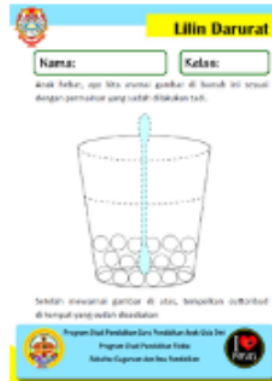 Lilin Darurat
Nama: Kelas:
Anak hebat, ayo kita warnai gambar di bawah ini sesuai
dengan permainan yang sudah dilakukan tadi.
Setelah mewarnai gambar di atas, tempelkan cuttonbud
di tempat yang sudah disediakan
Program Studi Pendidikan Guru Pendidikan Anak Usia Dini
Program Studi Pendidikan Fisika
Fakultas Keguruan dan Ilmu Pendidikan